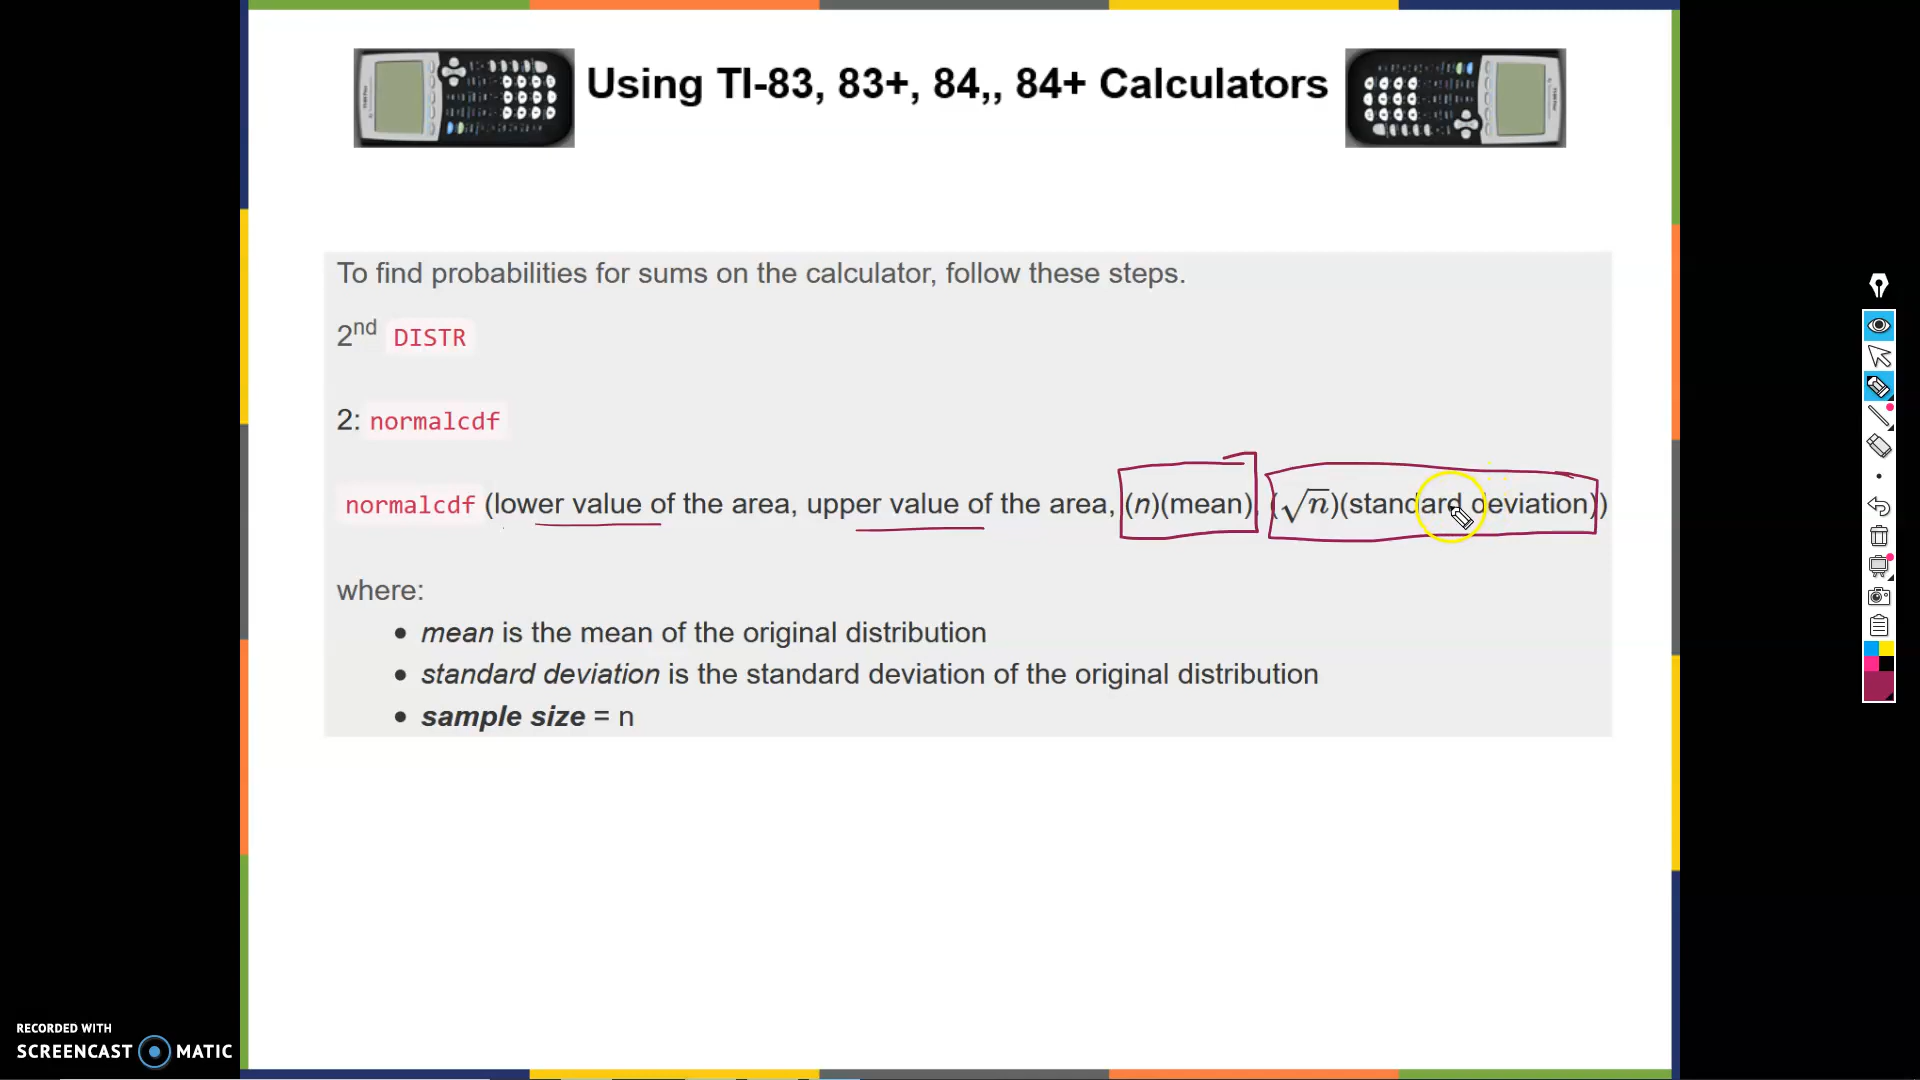 Using TI-83, 83+, 84,, 84+ Calculators
To find probabilities for sums on the calculator, follow these steps.
2nd DISTR
2: normalcdf
normalcdf (lower value of the area, upper value of the area, (n)(mean), (√n)(standard deviation))
where:
• mean is the mean of the original distribution
• standard deviation is the standard deviation of the original distribution
• sample size = n
RECORDED WITH
SCREENCAST MATIC